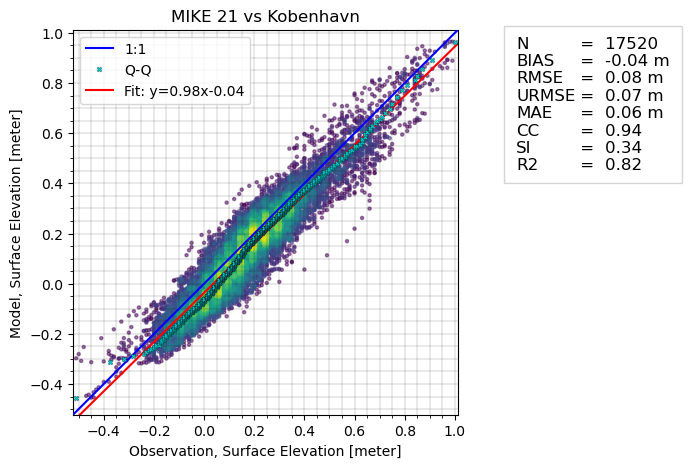 MIKE 21 vs Kobenhavn
1:1
Q-Q
Fit: y=0.98x-0.04
N = 17520
BIAS = -0.04 m
RMSE = 0.08 m
URMSE = 0.07 m
MAE = 0.06 m
CC = 0.94
SI = 0.34
R2 = 0.82
Model, Surface Elevation [meter]
1.0
0.8
0.6
0.4
0.2
0.0
−0.2
−0.4
−0.4 −0.2 0.0 0.2 0.4 0.6 0.8 1.0
Observation, Surface Elevation [meter]